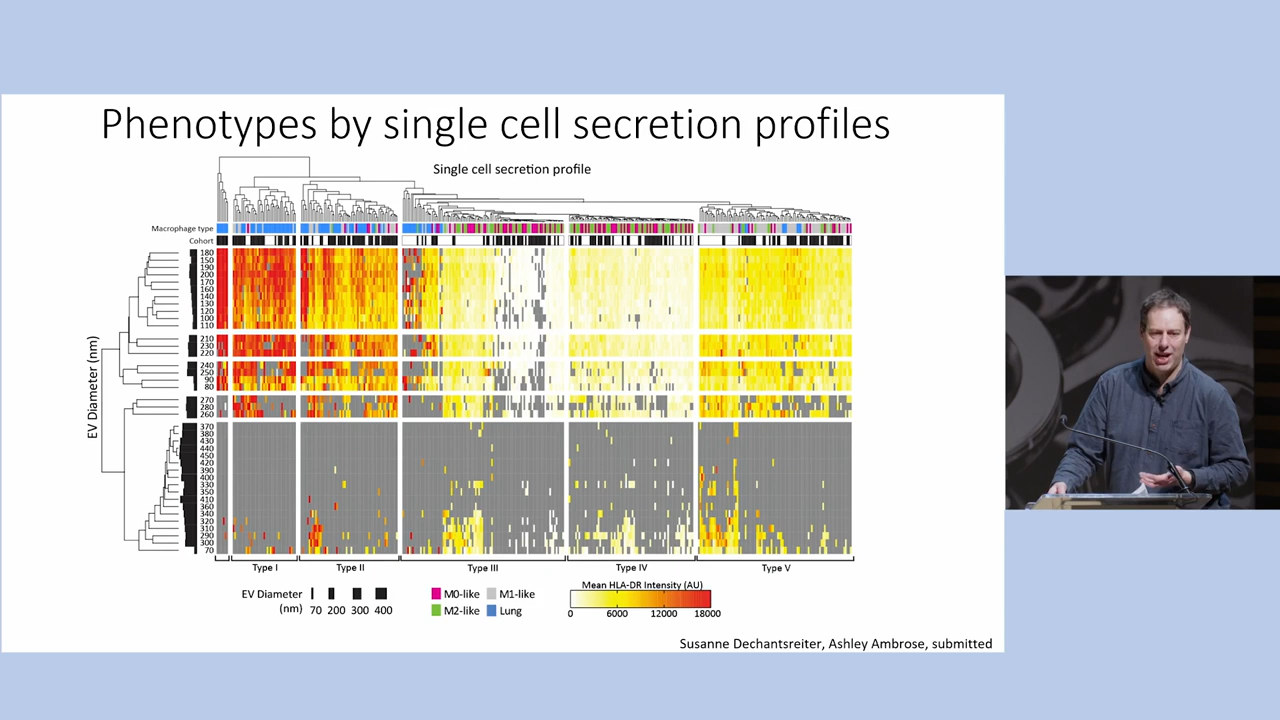 Phenotypes by single cell secretion profiles
Single cell secretion profile
Macrophage type
Cohort
EV Diameter (nm)
180
150
190
200
170
160
140
130
120
100
110
210
230
220
240
250
90
80
270
280
260
370
380
430
440
450
420
390
400
330
350
410
360
340
320
310
290
300
70
Type I
Type II
Type III
Type IV
Type V
EV Diameter
(nm)
70 200 300 400
M0-like
M1-like
M2-like
Lung
Mean HLA-DR Intensity (AU)
0 6000 12000 18000
Susanne Dechantsreiter, Ashley Ambrose, submitted